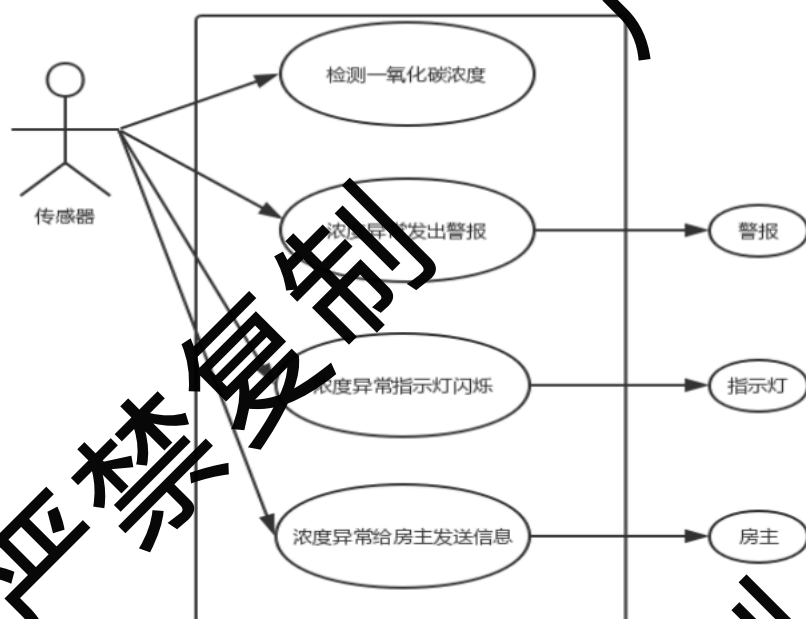 检测一氧化碳浓度
传感器
浓度异常发出警报
警报
浓度异常指示灯闪烁
指示灯
浓度异常给房主发送信息
房主
严禁复制